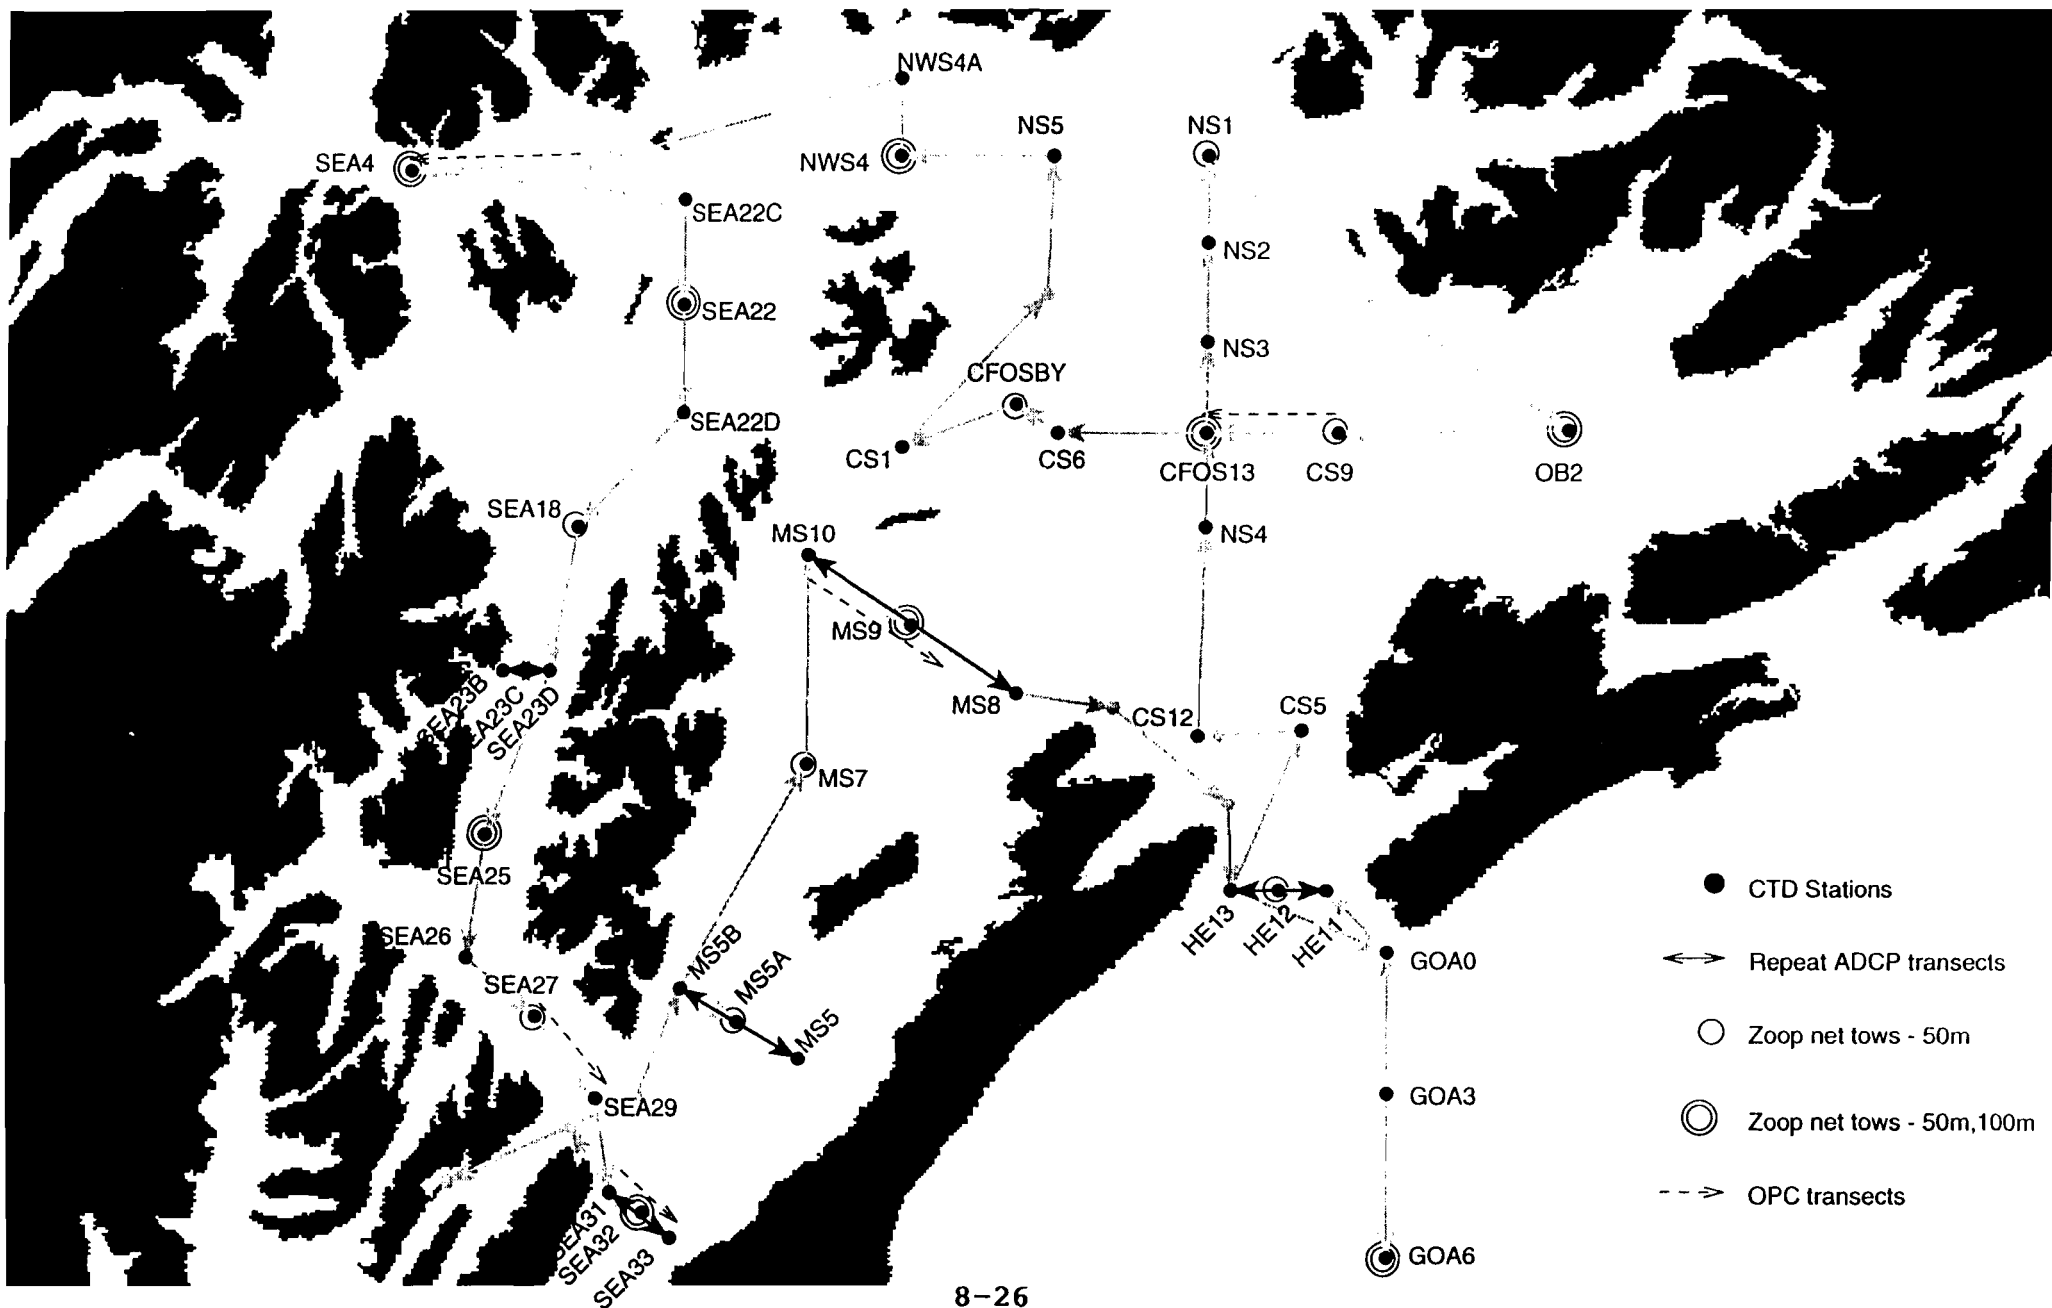 NWS4A
NS5
NS1
SEA4
NWS4
SEA22C
NS2
SEA22
NS3
CFOSBY
SEA22D
CS1
CS6
CFOS13
CS9
OB2
SEA18
MS10
NS4
MS9
SEA23B
SEA23C
SEA23D
MS8
CS12
CS5
MS7
SEA25
CTD Stations
SEA26
MS5B
HE13
HE12
HE11
GOA0
Repeat ADCP transects
SEA27
MS5A
MS5
Zoop net tows - 50m
SEA29
GOA3
Zoop net tows - 50m,100m
OPC transects
SEA31
SEA32
SEA33
GOA6
8-26